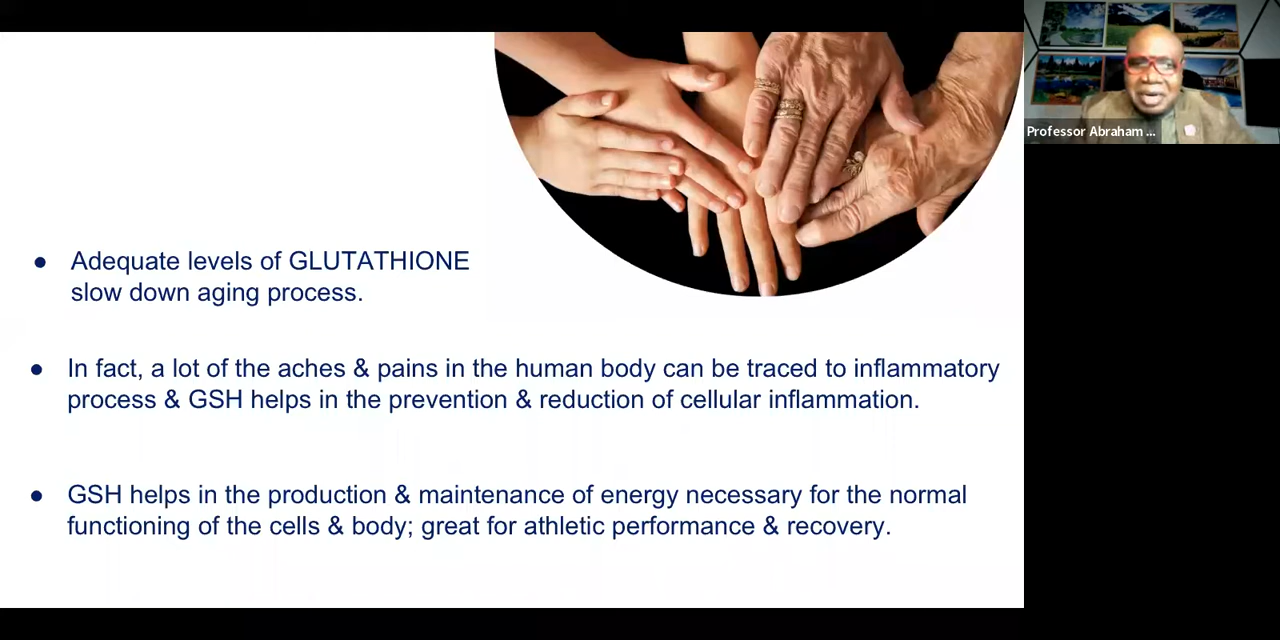 Professor Abraham ...
● Adequate levels of GLUTATHIONE
slow down aging process.
● In fact, a lot of the aches & pains in the human body can be traced to inflammatory
process & GSH helps in the prevention & reduction of cellular inflammation.
● GSH helps in the production & maintenance of energy necessary for the normal
functioning of the cells & body; great for athletic performance & recovery.